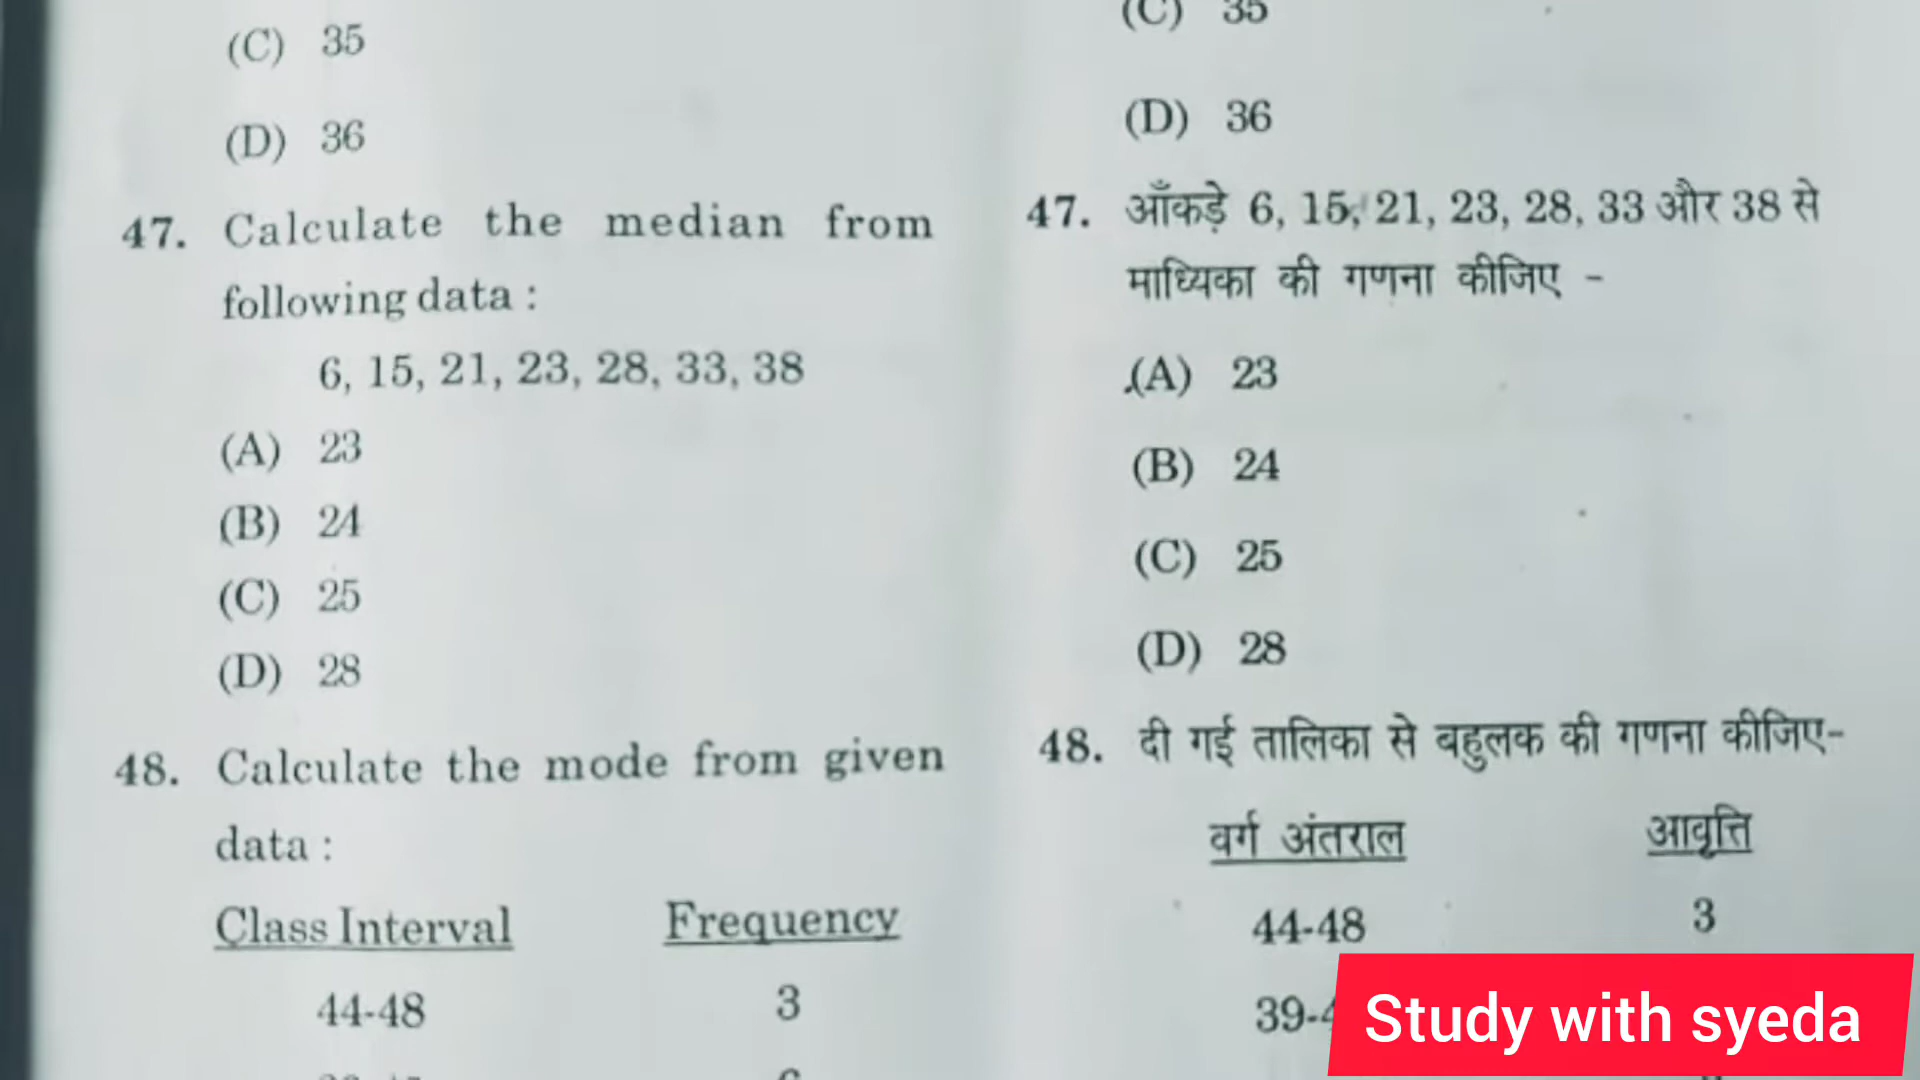 (C) 35
(D) 36
47. Calculate the median from
following data :
6, 15, 21, 23, 28, 33, 38
(A) 23
(B) 24
(C) 25
(D) 28
48. Calculate the mode from given
data :
Class Interval Frequency
44-48 3
(C) 35
(D) 36
47. आँकड़े 6, 15, 21, 23, 28, 33 और 38 से
माध्यिका की गणना कीजिए -
(A) 23
(B) 24
(C) 25
(D) 28
48. दी गई तालिका से बहुलक की गणना कीजिए-
वर्ग अंतराल आवृत्ति
44-48 3
39-4
Study with syeda